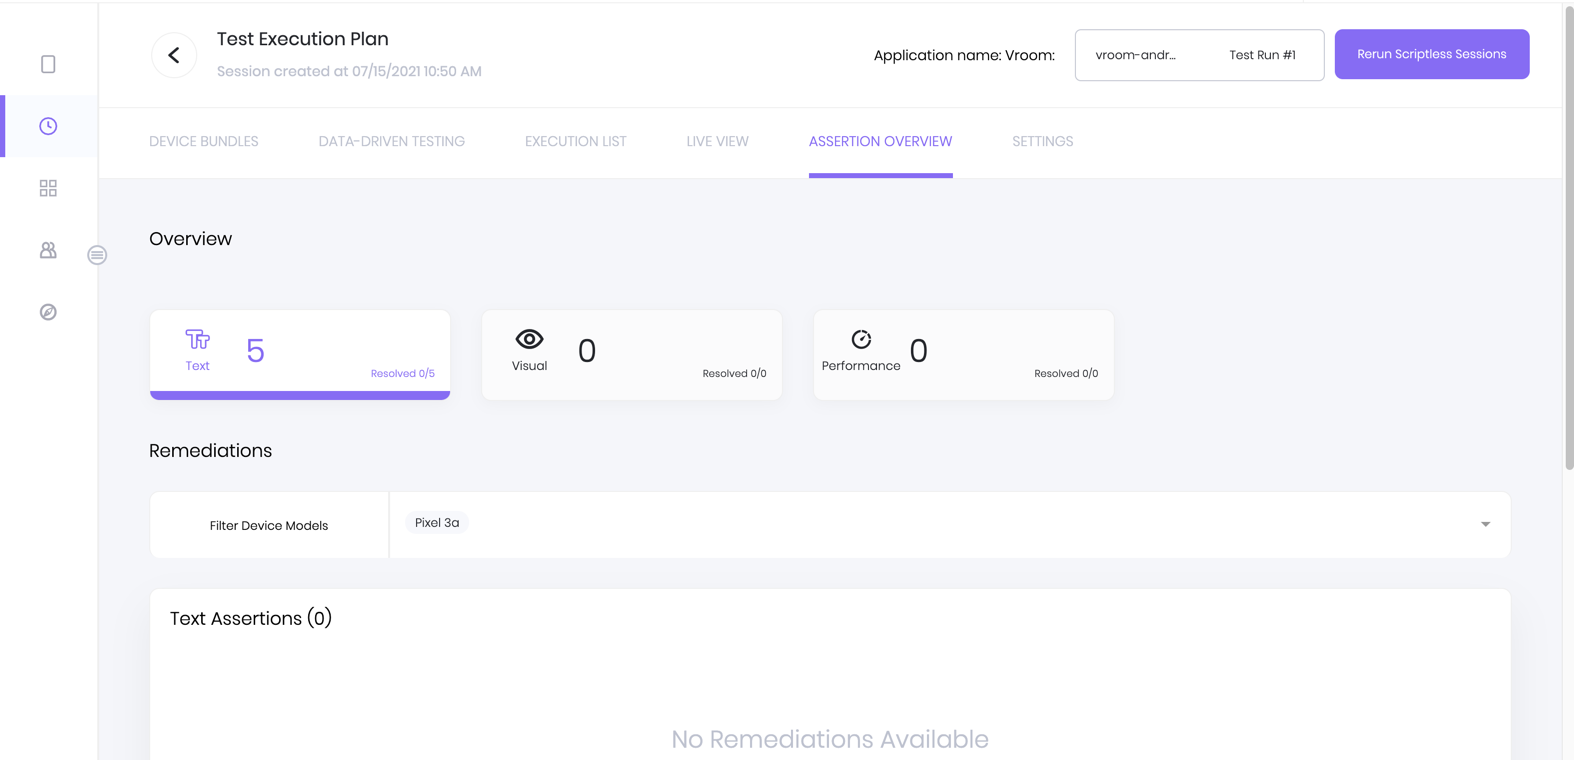 Test Execution Plan
Session created at 07/15/2021 10:50 AM
Application name: Vroom:
vroom-andr...
Test Run #1
Rerun Scriptless Sessions
DEVICE BUNDLES
DATA-DRIVEN TESTING
EXECUTION LIST
LIVE VIEW
ASSERTION OVERVIEW
SETTINGS
Overview
Text
5
Resolved 0/5
Visual
0
Resolved 0/0
Performance
0
Resolved 0/0
Remediations
Filter Device Models
Pixel 3a
Text Assertions (0)
No Remediations Available